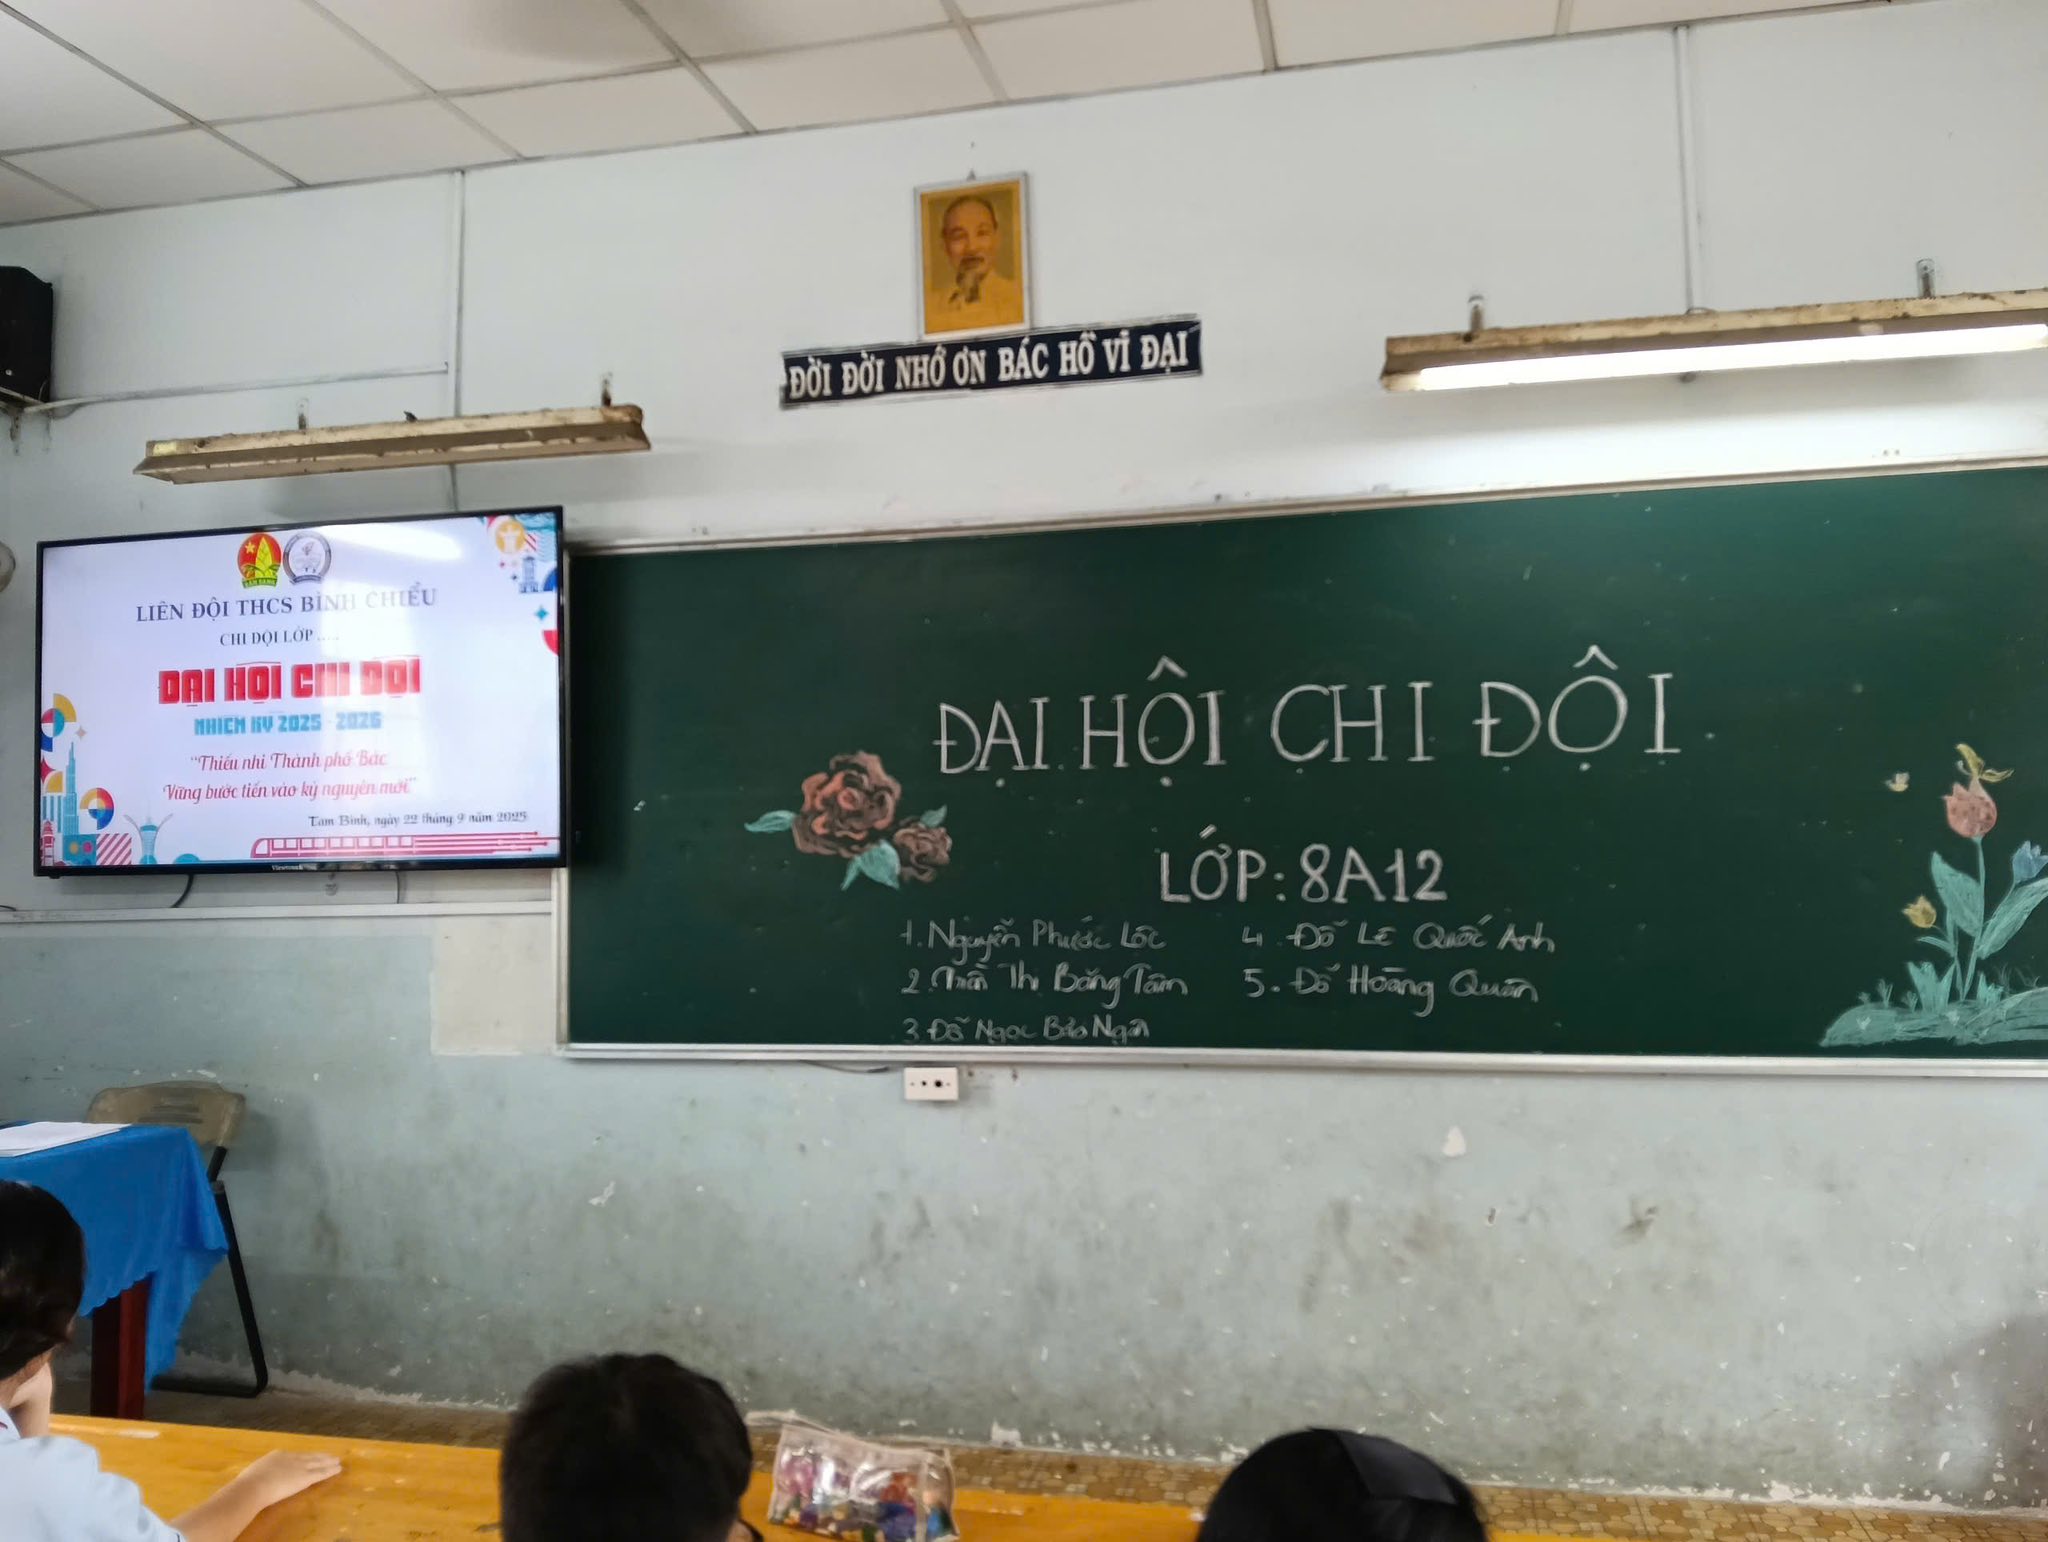 ĐỜI ĐỜI NHỚ ƠN BÁC HỒ VĨ ĐẠI
SẴN SÀNG
LIÊN ĐỘI THCS BÌNH CHIỂU
CHI ĐỘI LỚP .....
ĐẠI HỘI CHI ĐỘI
NHIỆM KỲ 2025 - 2026
"Thiếu nhi Thành phố Bác
Vững bước tiến vào kỷ nguyên mới"
Tam Bình, ngày 22 tháng 9 năm 2025
ĐẠI HỘI CHI ĐỘI
LỚP: 8A12
1. Nguyễn Phước Lộc
2. Trần Thị Băng Tâm
3. Đỗ Ngọc Bảo Ngân
4. Đỗ Lê Quốc Anh
5. Đỗ Hoàng Quân